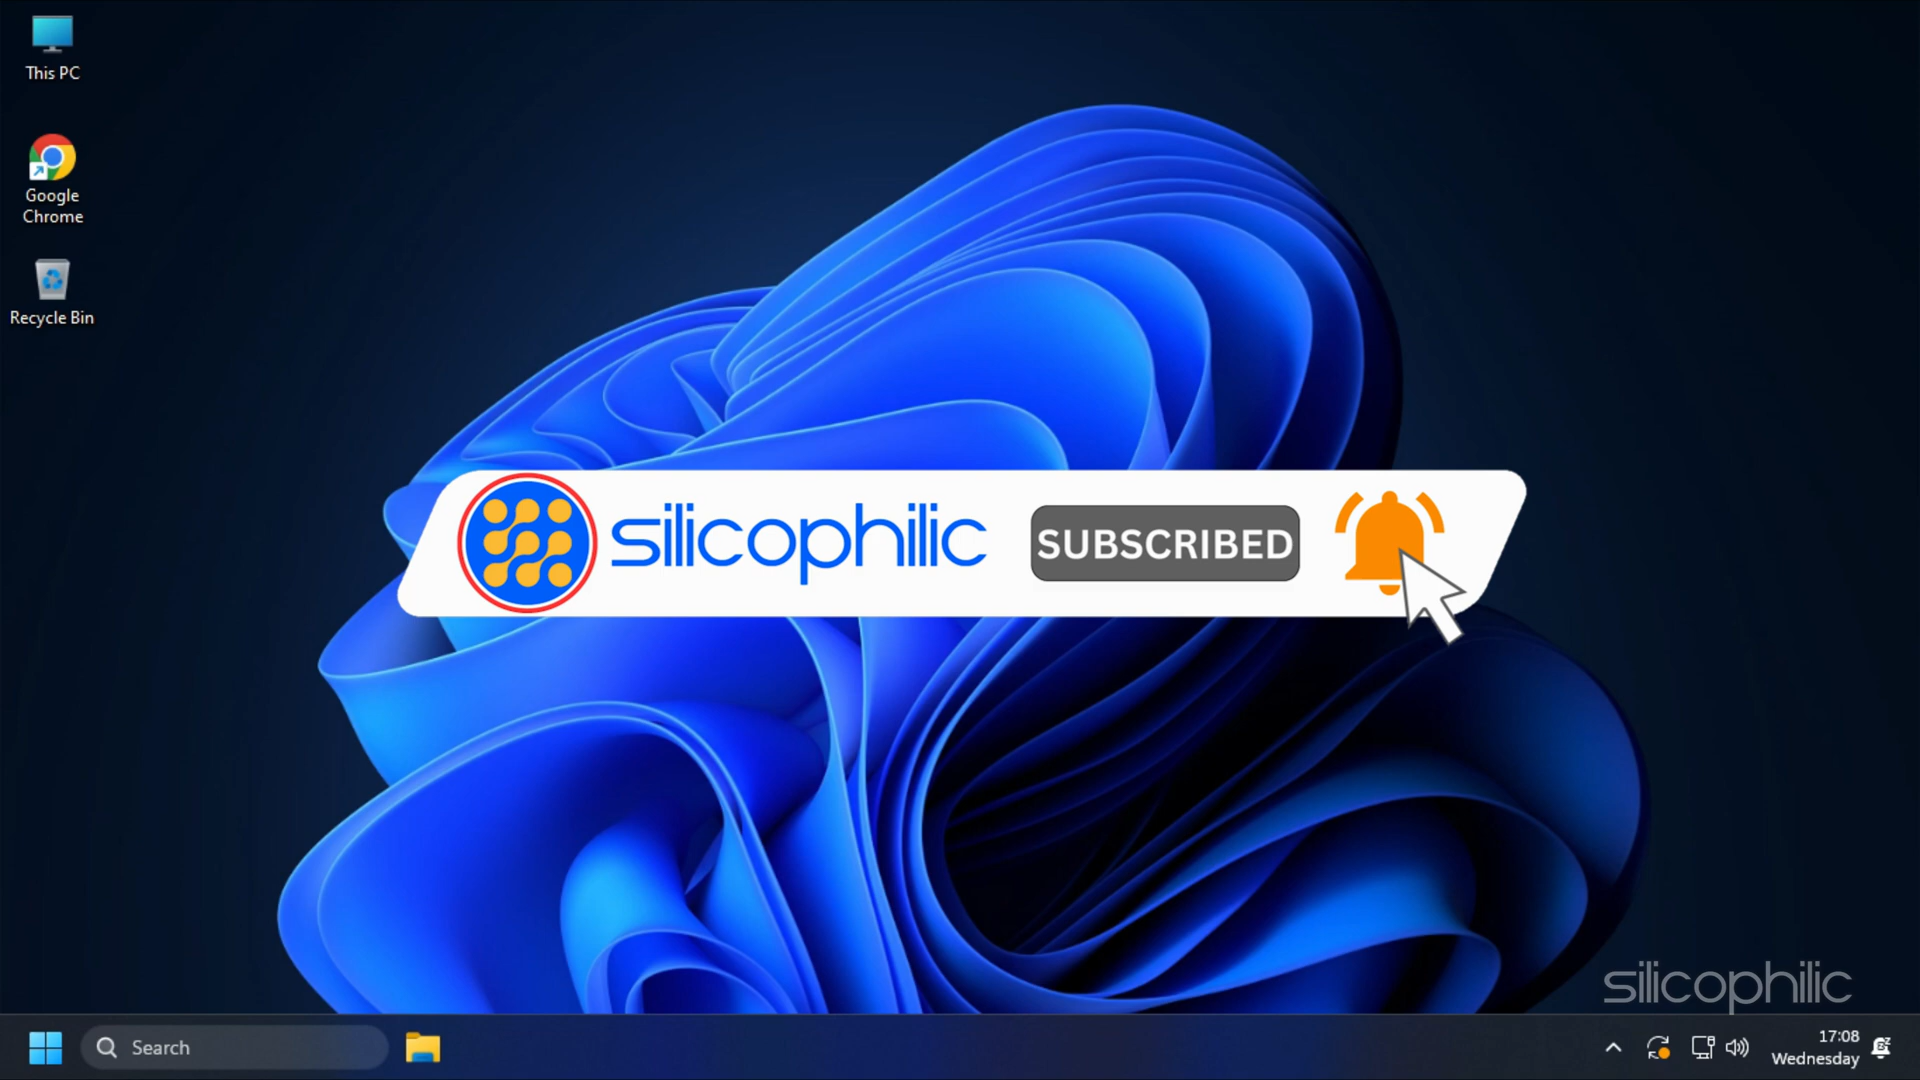 This PC
Google
Chrome
Recycle Bin
silicophilic
SUBSCRIBED
silicophilic
Search
17:08
Wednesday